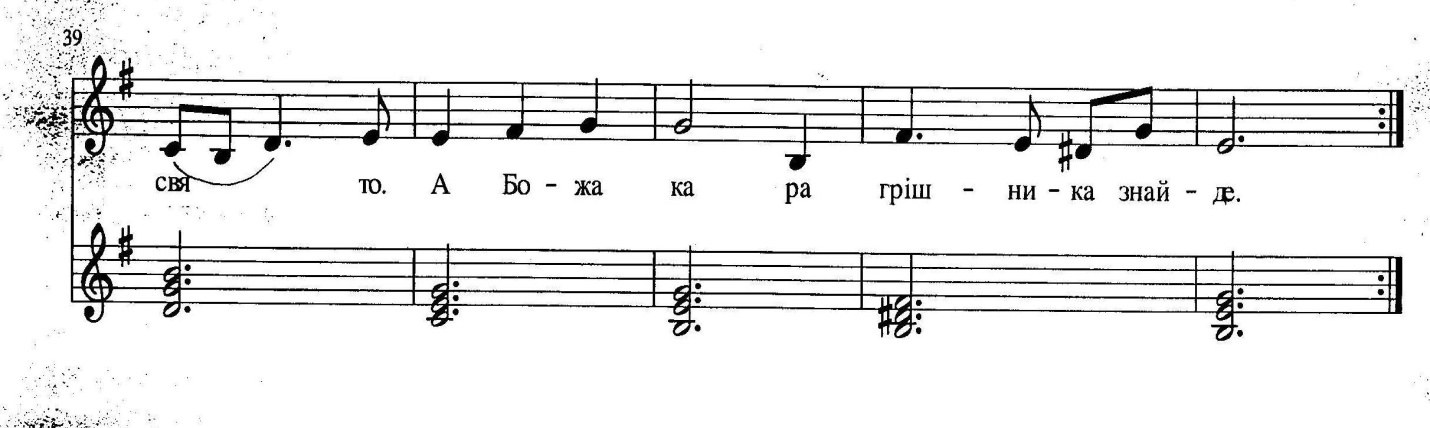 39
свя то. А Бо - жа ка ра гріш - ни - ка знай - де.